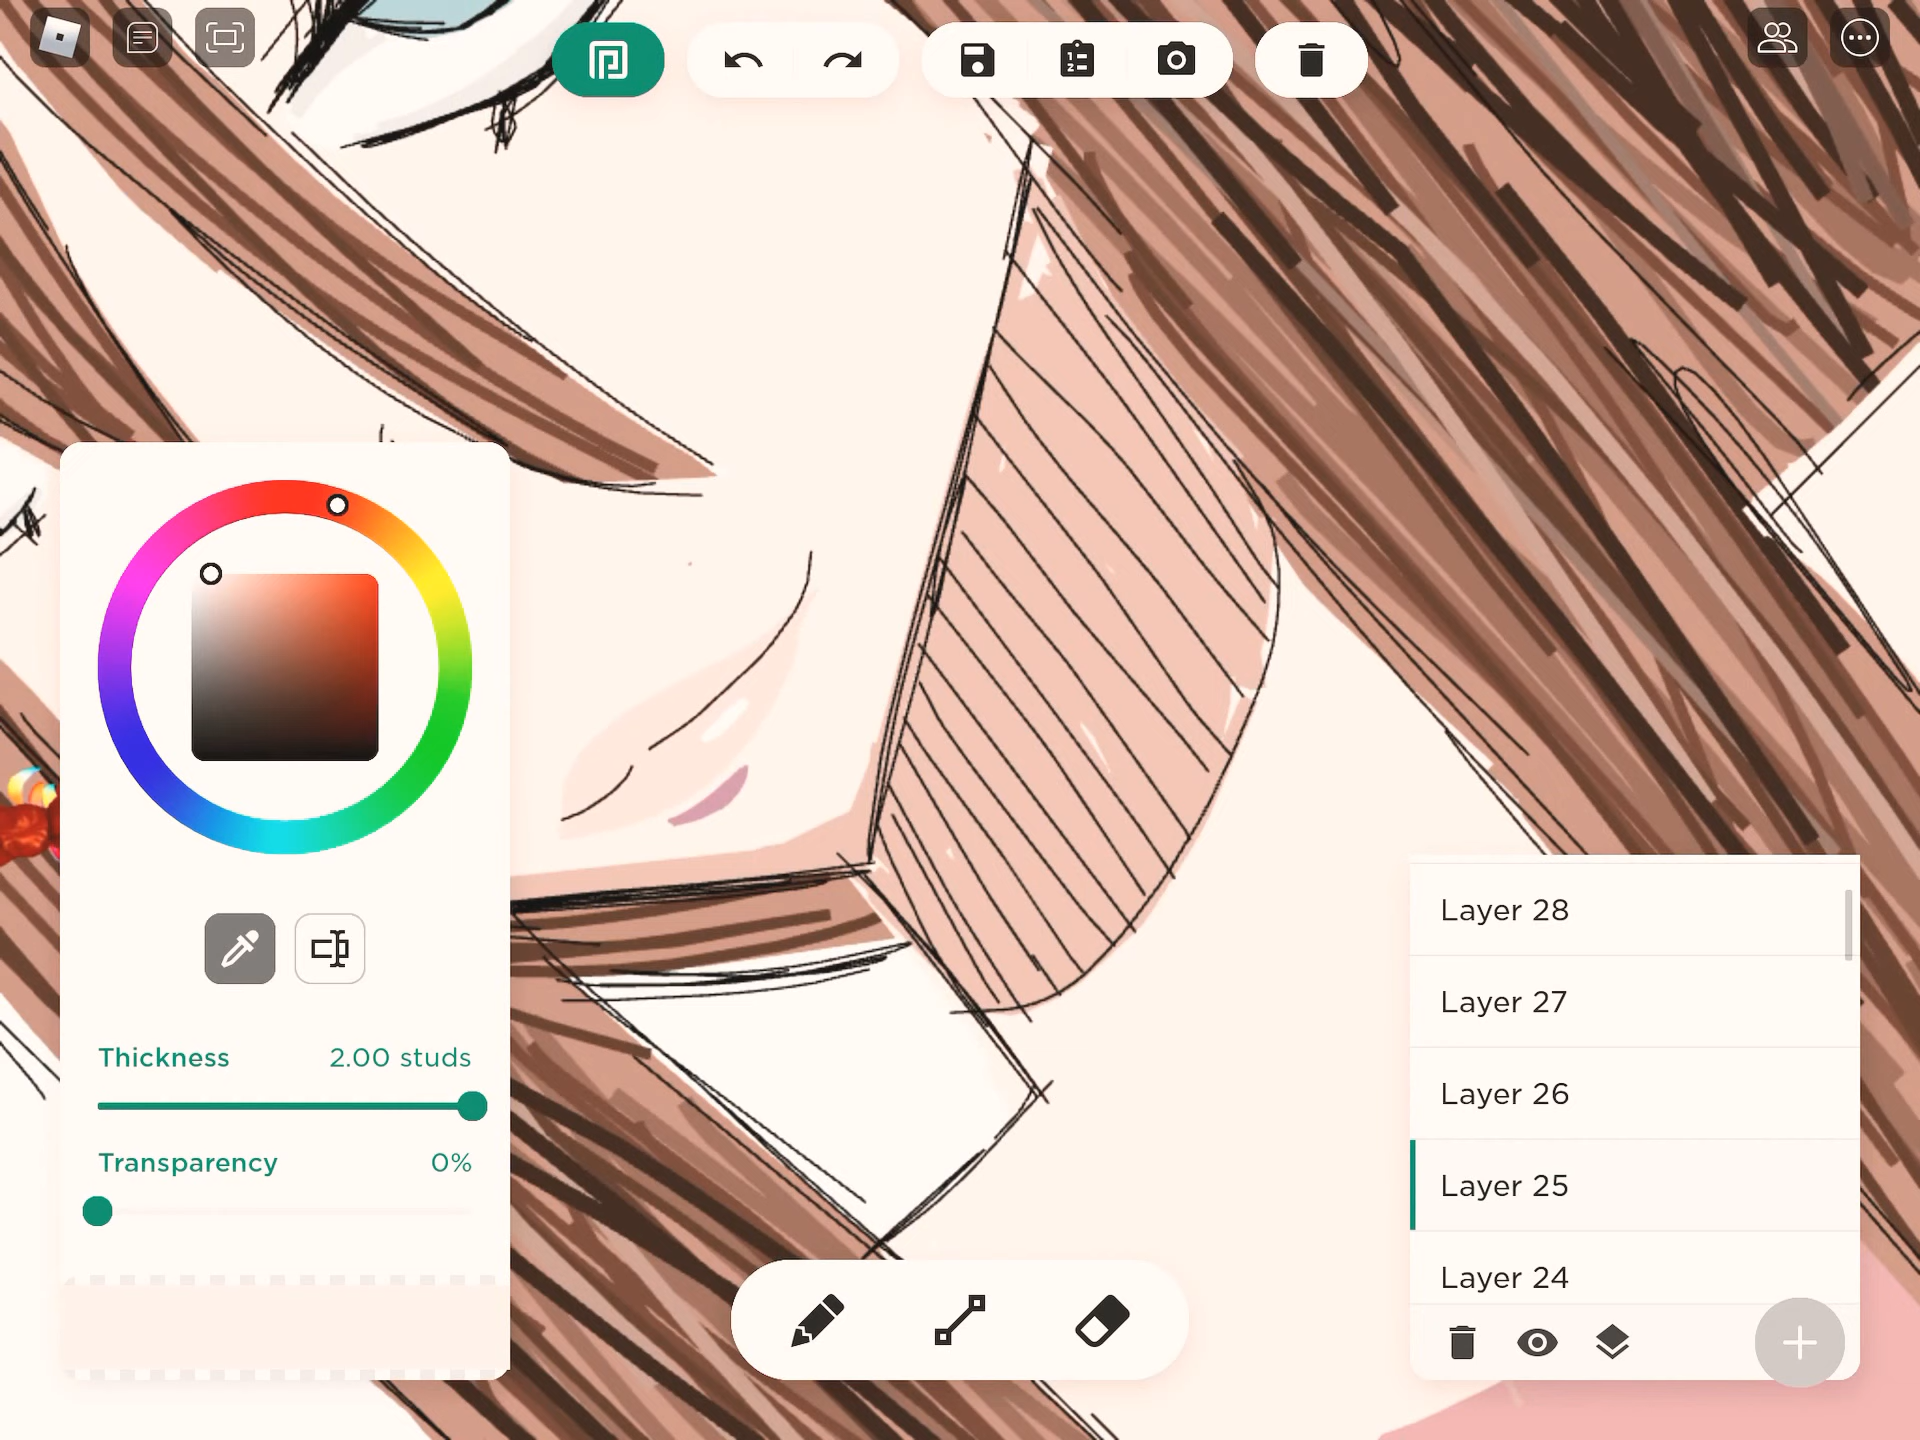 Thickness 2.00 studs
Transparency 0%
Layer 28
Layer 27
Layer 26
Layer 25
Layer 24